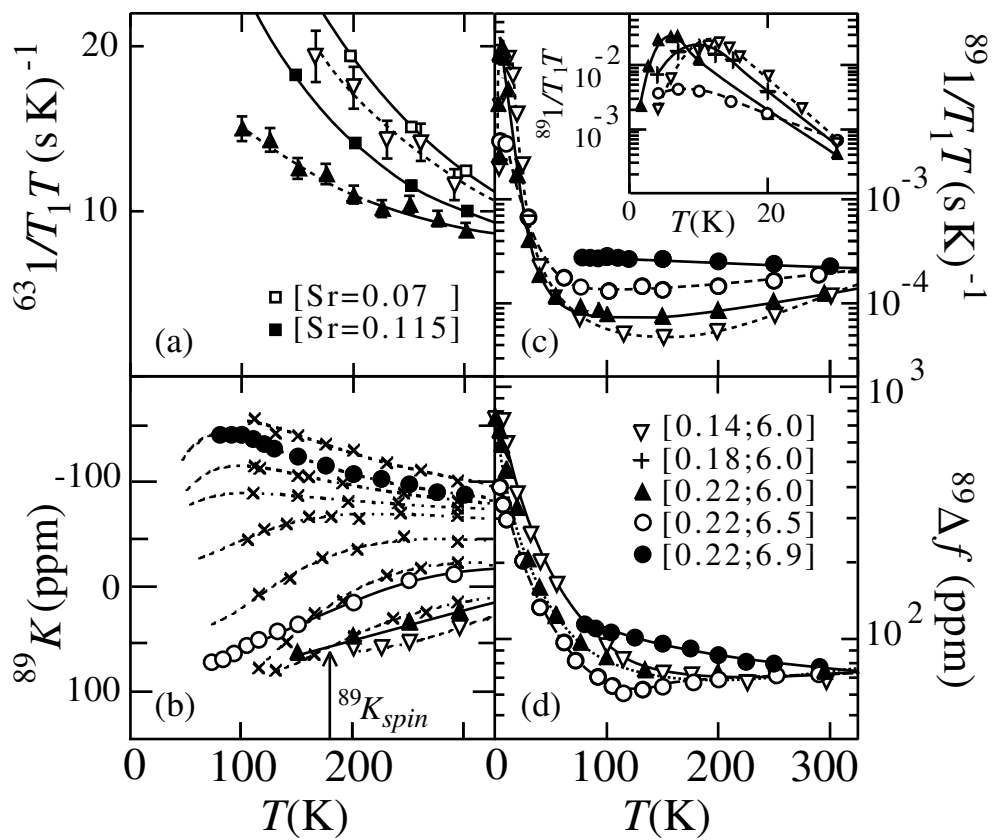 20
10
⁶³1/T₁T (s K)⁻¹
[Sr=0.07 ]
[Sr=0.115]
(a)
10⁻²
10⁻³
⁸⁹1/T₁T
0
20
T(K)
10⁻³
10⁻⁴
⁸⁹1/T₁T (s K)⁻¹
(c)
-100
0
100
⁸⁹K (ppm)
⁸⁹K_spin
(b)
100
200
T(K)
[0.14;6.0]
[0.18;6.0]
[0.22;6.0]
[0.22;6.5]
[0.22;6.9]
10³
10²
⁸⁹Δf (ppm)
(d)
0
100
200
300
T(K)